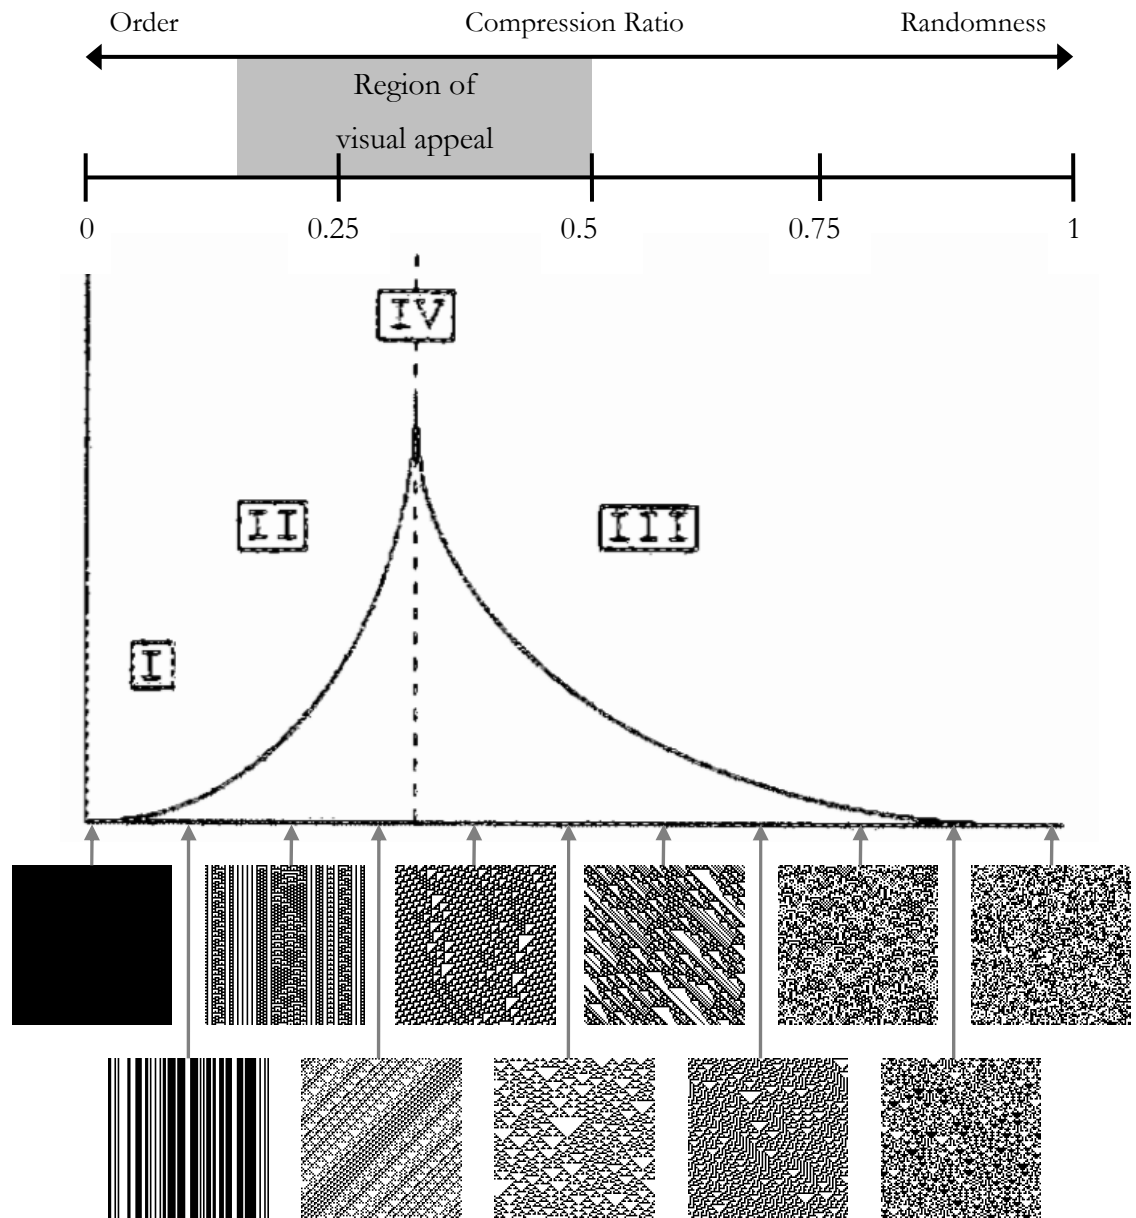 Order Compression Ratio Randomness
Region of
visual appeal
0 0.25 0.5 0.75 1
IV
II III
I